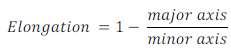 Elongation = 1 − major axis / minor axis